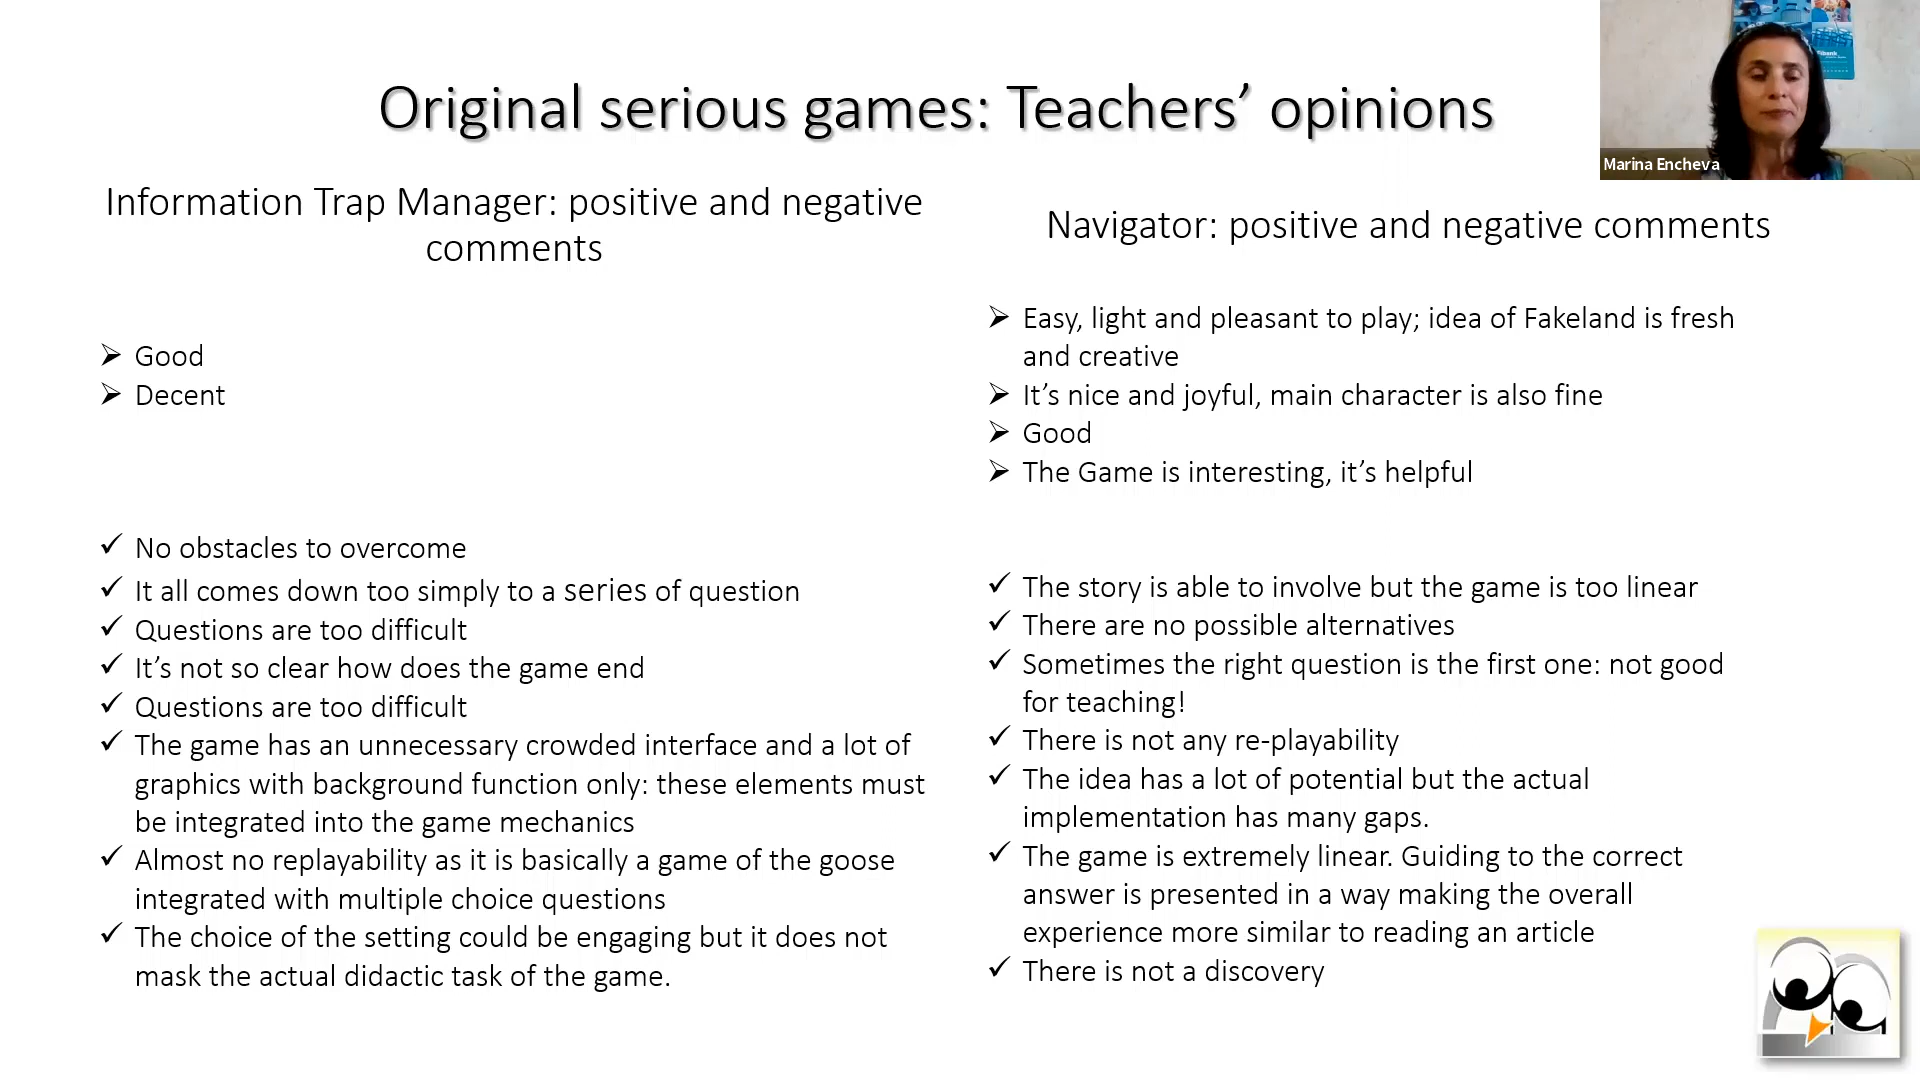 Original serious games: Teachers’ opinions
Marina Encheva
Information Trap Manager: positive and negative
comments
➢ Good
➢ Decent
✓ No obstacles to overcome
✓ It all comes down too simply to a series of question
✓ Questions are too difficult
✓ It’s not so clear how does the game end
✓ Questions are too difficult
✓ The game has an unnecessary crowded interface and a lot of
graphics with background function only: these elements must
be integrated into the game mechanics
✓ Almost no replayability as it is basically a game of the goose
integrated with multiple choice questions
✓ The choice of the setting could be engaging but it does not
mask the actual didactic task of the game.
Navigator: positive and negative comments
➢ Easy, light and pleasant to play; idea of Fakeland is fresh
and creative
➢ It’s nice and joyful, main character is also fine
➢ Good
➢ The Game is interesting, it’s helpful
✓ The story is able to involve but the game is too linear
✓ There are no possible alternatives
✓ Sometimes the right question is the first one: not good
for teaching!
✓ There is not any re-playability
✓ The idea has a lot of potential but the actual
implementation has many gaps.
✓ The game is extremely linear. Guiding to the correct
answer is presented in a way making the overall
experience more similar to reading an article
✓ There is not a discovery